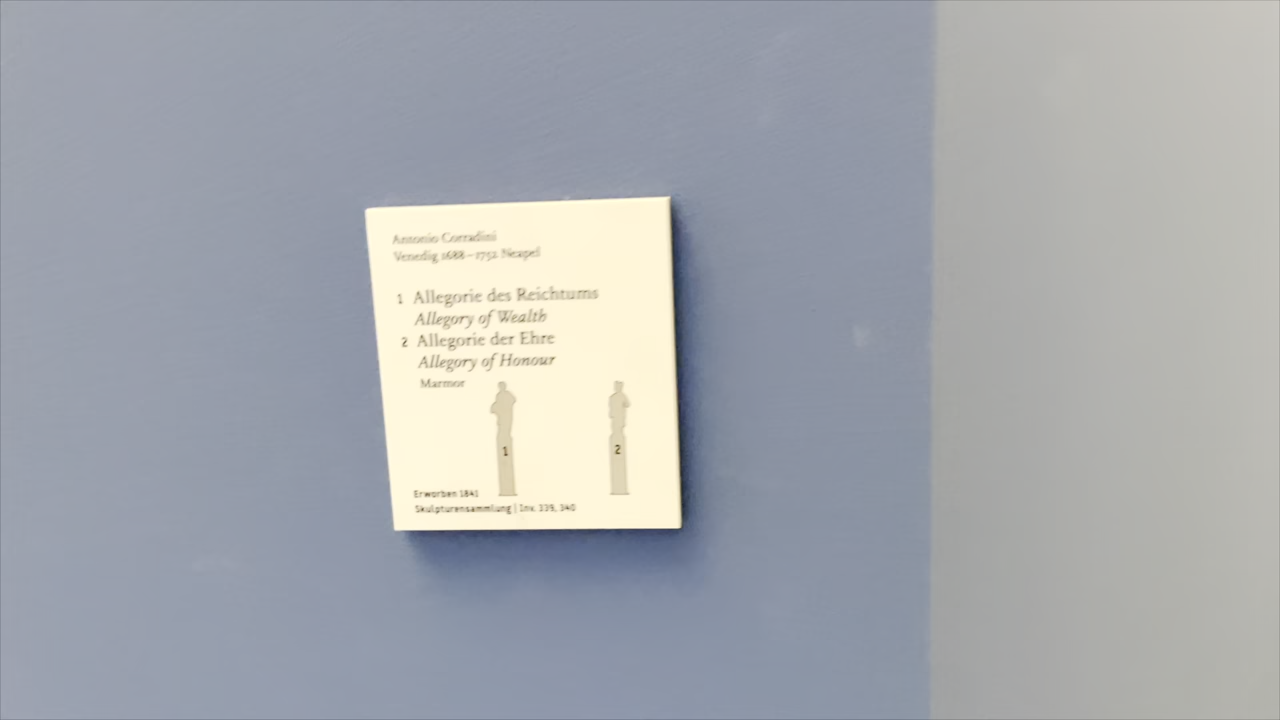 Antonio Corradini
Venedig 1688–1752 Neapel
1 Allegorie des Reichtums
Allegory of Wealth
2 Allegorie der Ehre
Allegory of Honour
Marmor
1 2
Erworben 1841
Skulpturensammlung | Inv. 339, 340